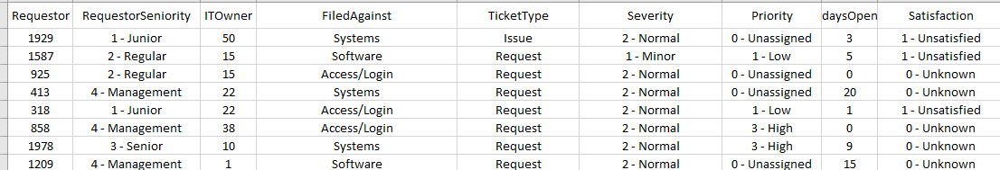 Requestor RequestorSeniority ITOwner FiledAgainst TicketType Severity Priority daysOpen Satisfaction
1929 1 - Junior 50 Systems Issue 2 - Normal 0 - Unassigned 3 1 - Unsatisfied
1587 2 - Regular 15 Software Request 1 - Minor 1 - Low 5 1 - Unsatisfied
925 2 - Regular 15 Access/Login Request 2 - Normal 0 - Unassigned 0 0 - Unknown
413 4 - Management 22 Systems Request 2 - Normal 0 - Unassigned 20 0 - Unknown
318 1 - Junior 22 Access/Login Request 2 - Normal 1 - Low 1 1 - Unsatisfied
858 4 - Management 38 Access/Login Request 2 - Normal 3 - High 0 0 - Unknown
1978 3 - Senior 10 Systems Request 2 - Normal 3 - High 9 0 - Unknown
1209 4 - Management 1 Software Request 2 - Normal 0 - Unassigned 15 0 - Unknown